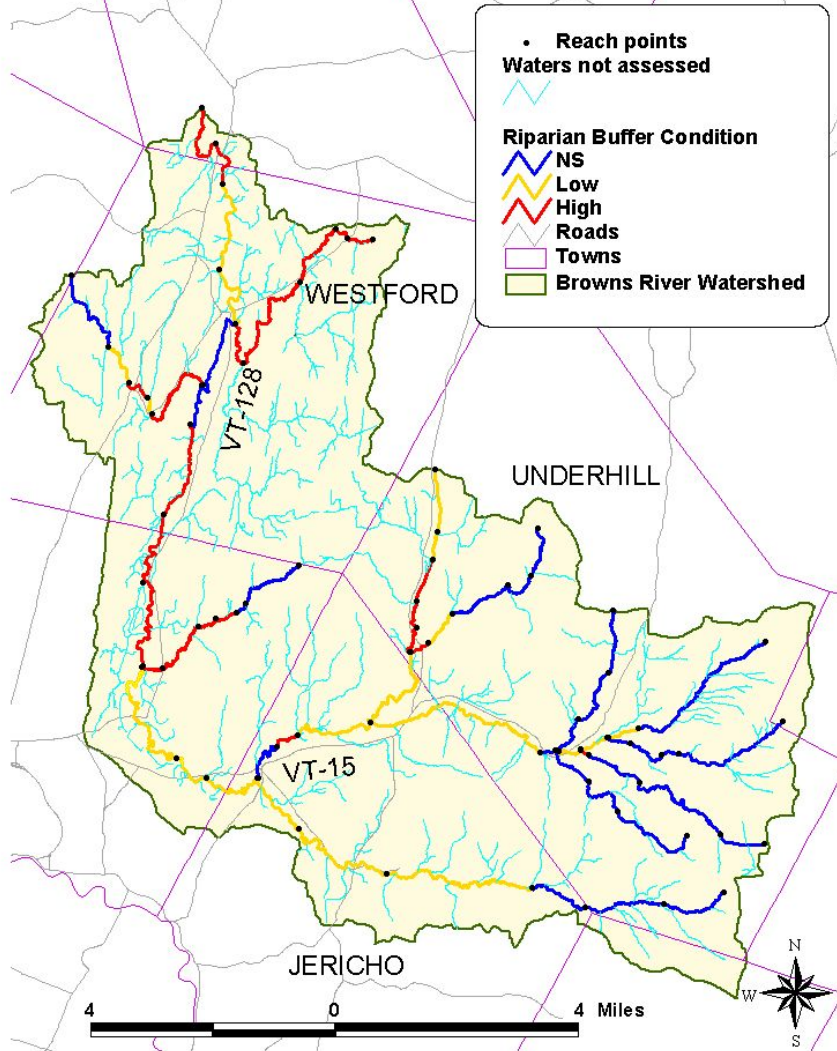 Reach points
Waters not assessed
Riparian Buffer Condition
NS
Low
High
Roads
Towns
Browns River Watershed
WESTFORD
VT-128
UNDERHILL
VT-15
JERICHO
4 0 4 Miles
N
W E
S